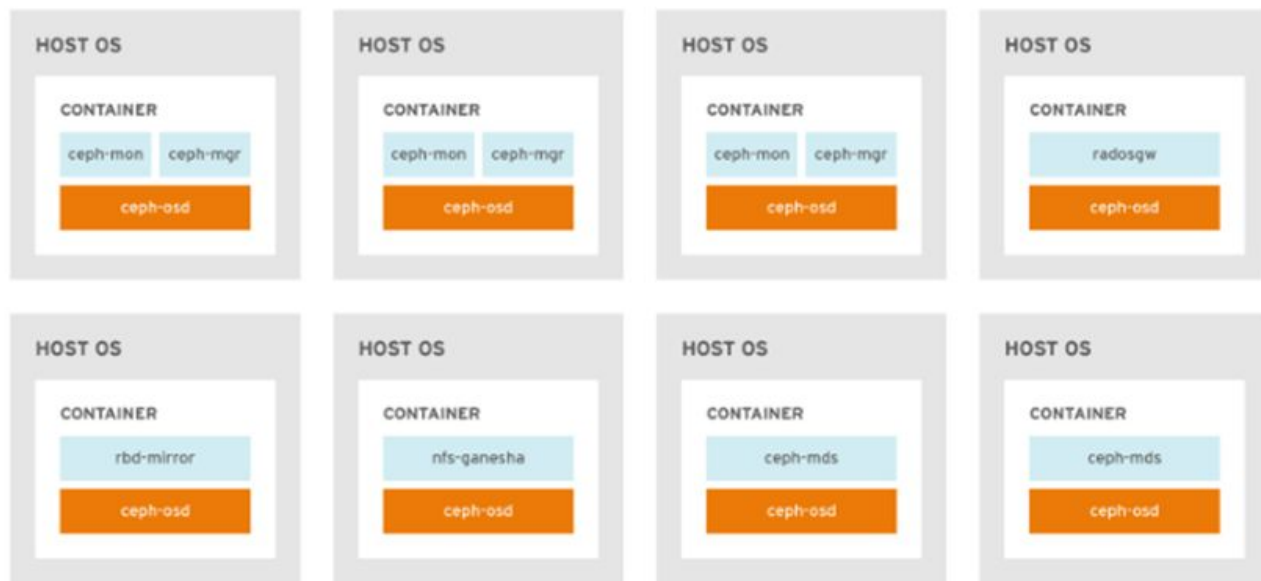 HOST OS
CONTAINER
ceph-mon ceph-mgr
ceph-osd
HOST OS
CONTAINER
ceph-mon ceph-mgr
ceph-osd
HOST OS
CONTAINER
ceph-mon ceph-mgr
ceph-osd
HOST OS
CONTAINER
radosgw
ceph-osd
HOST OS
CONTAINER
rbd-mirror
ceph-osd
HOST OS
CONTAINER
nfs-ganesha
ceph-osd
HOST OS
CONTAINER
ceph-mds
ceph-osd
HOST OS
CONTAINER
ceph-mds
ceph-osd